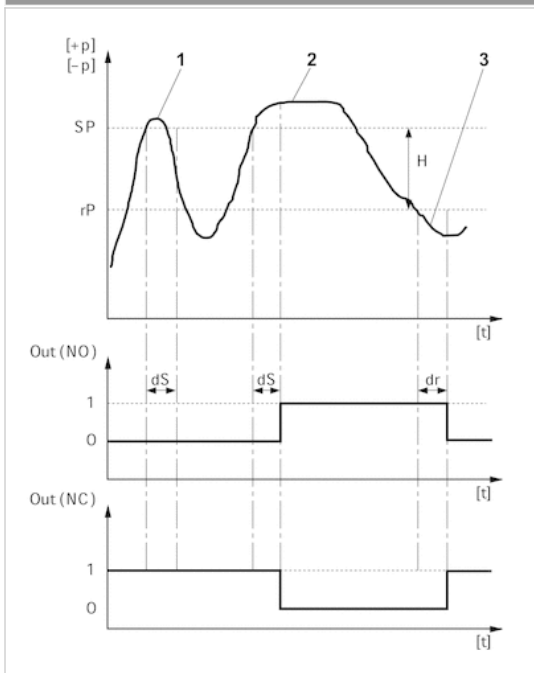 [+p]
[-p]
1
2
3
SP
H
rP
[t]
Out (NO)
dS
dS
dr
1
0
[t]
Out (NC)
1
0
[t]